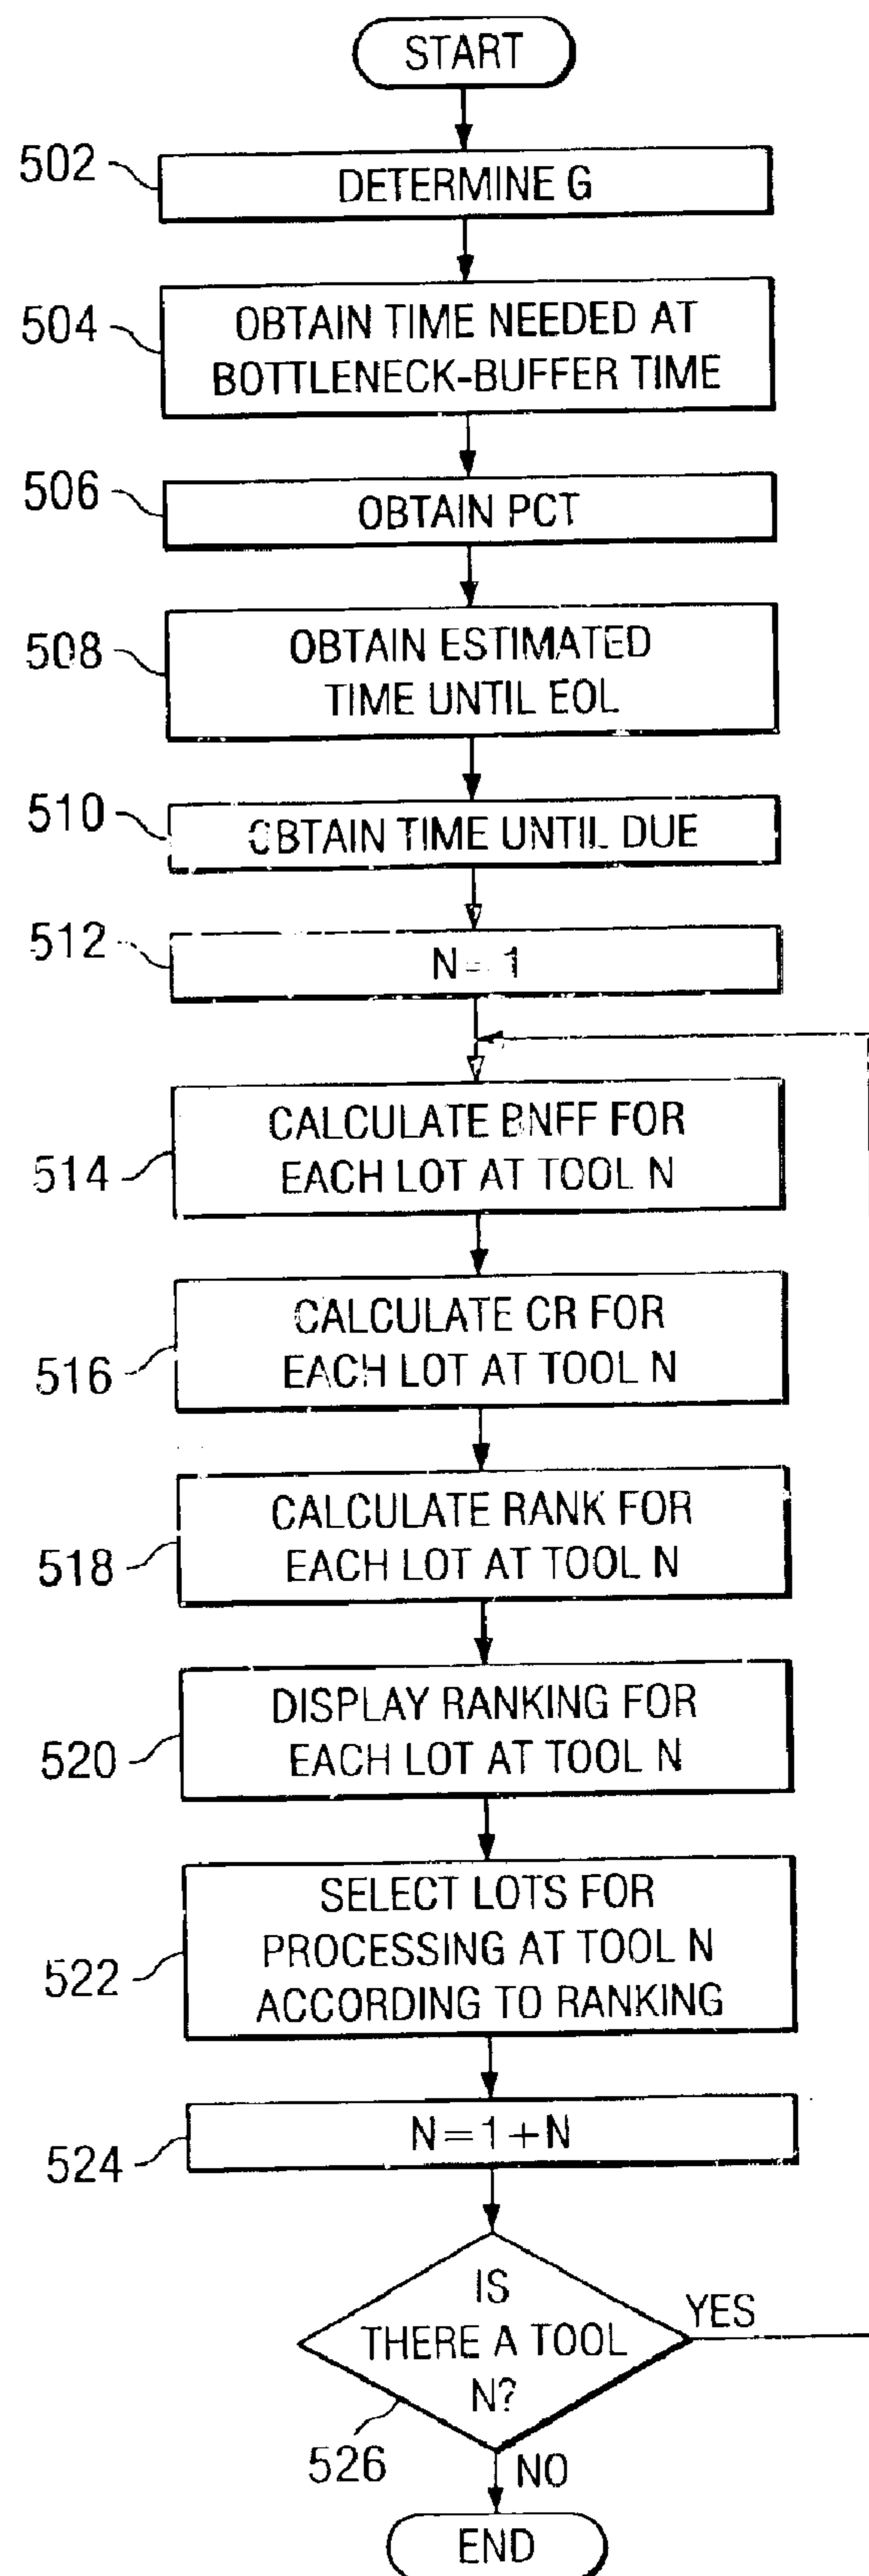 START
502
DETERMINE G
504
OBTAIN TIME NEEDED AT
BOTTLENECK-BUFFER TIME
506
OBTAIN PCT
508
OBTAIN ESTIMATED
TIME UNTIL EOL
510
OBTAIN TIME UNTIL DUE
512
N=1
514
CALCULATE BNFF FOR
EACH LOT AT TOOL N
516
CALCULATE CR FOR
EACH LOT AT TOOL N
518
CALCULATE RANK FOR
EACH LOT AT TOOL N
520
DISPLAY RANKING FOR
EACH LOT AT TOOL N
522
SELECT LOTS FOR
PROCESSING AT TOOL N
ACCORDING TO RANKING
524
N=1+N
IS
THERE A TOOL
N?
YES
526
NO
END